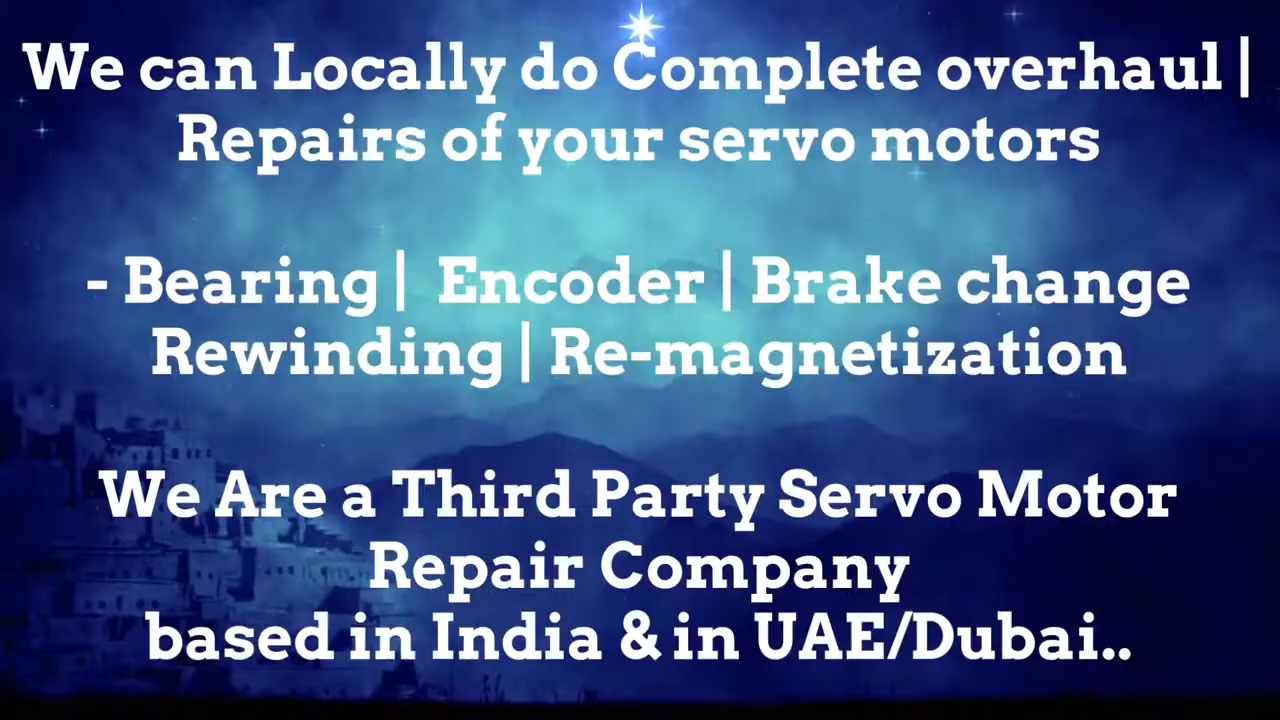 We can Locally do Complete overhaul |
Repairs of your servo motors
- Bearing | Encoder | Brake change
Rewinding | Re-magnetization
We Are a Third Party Servo Motor
Repair Company
based in India & in UAE/Dubai..